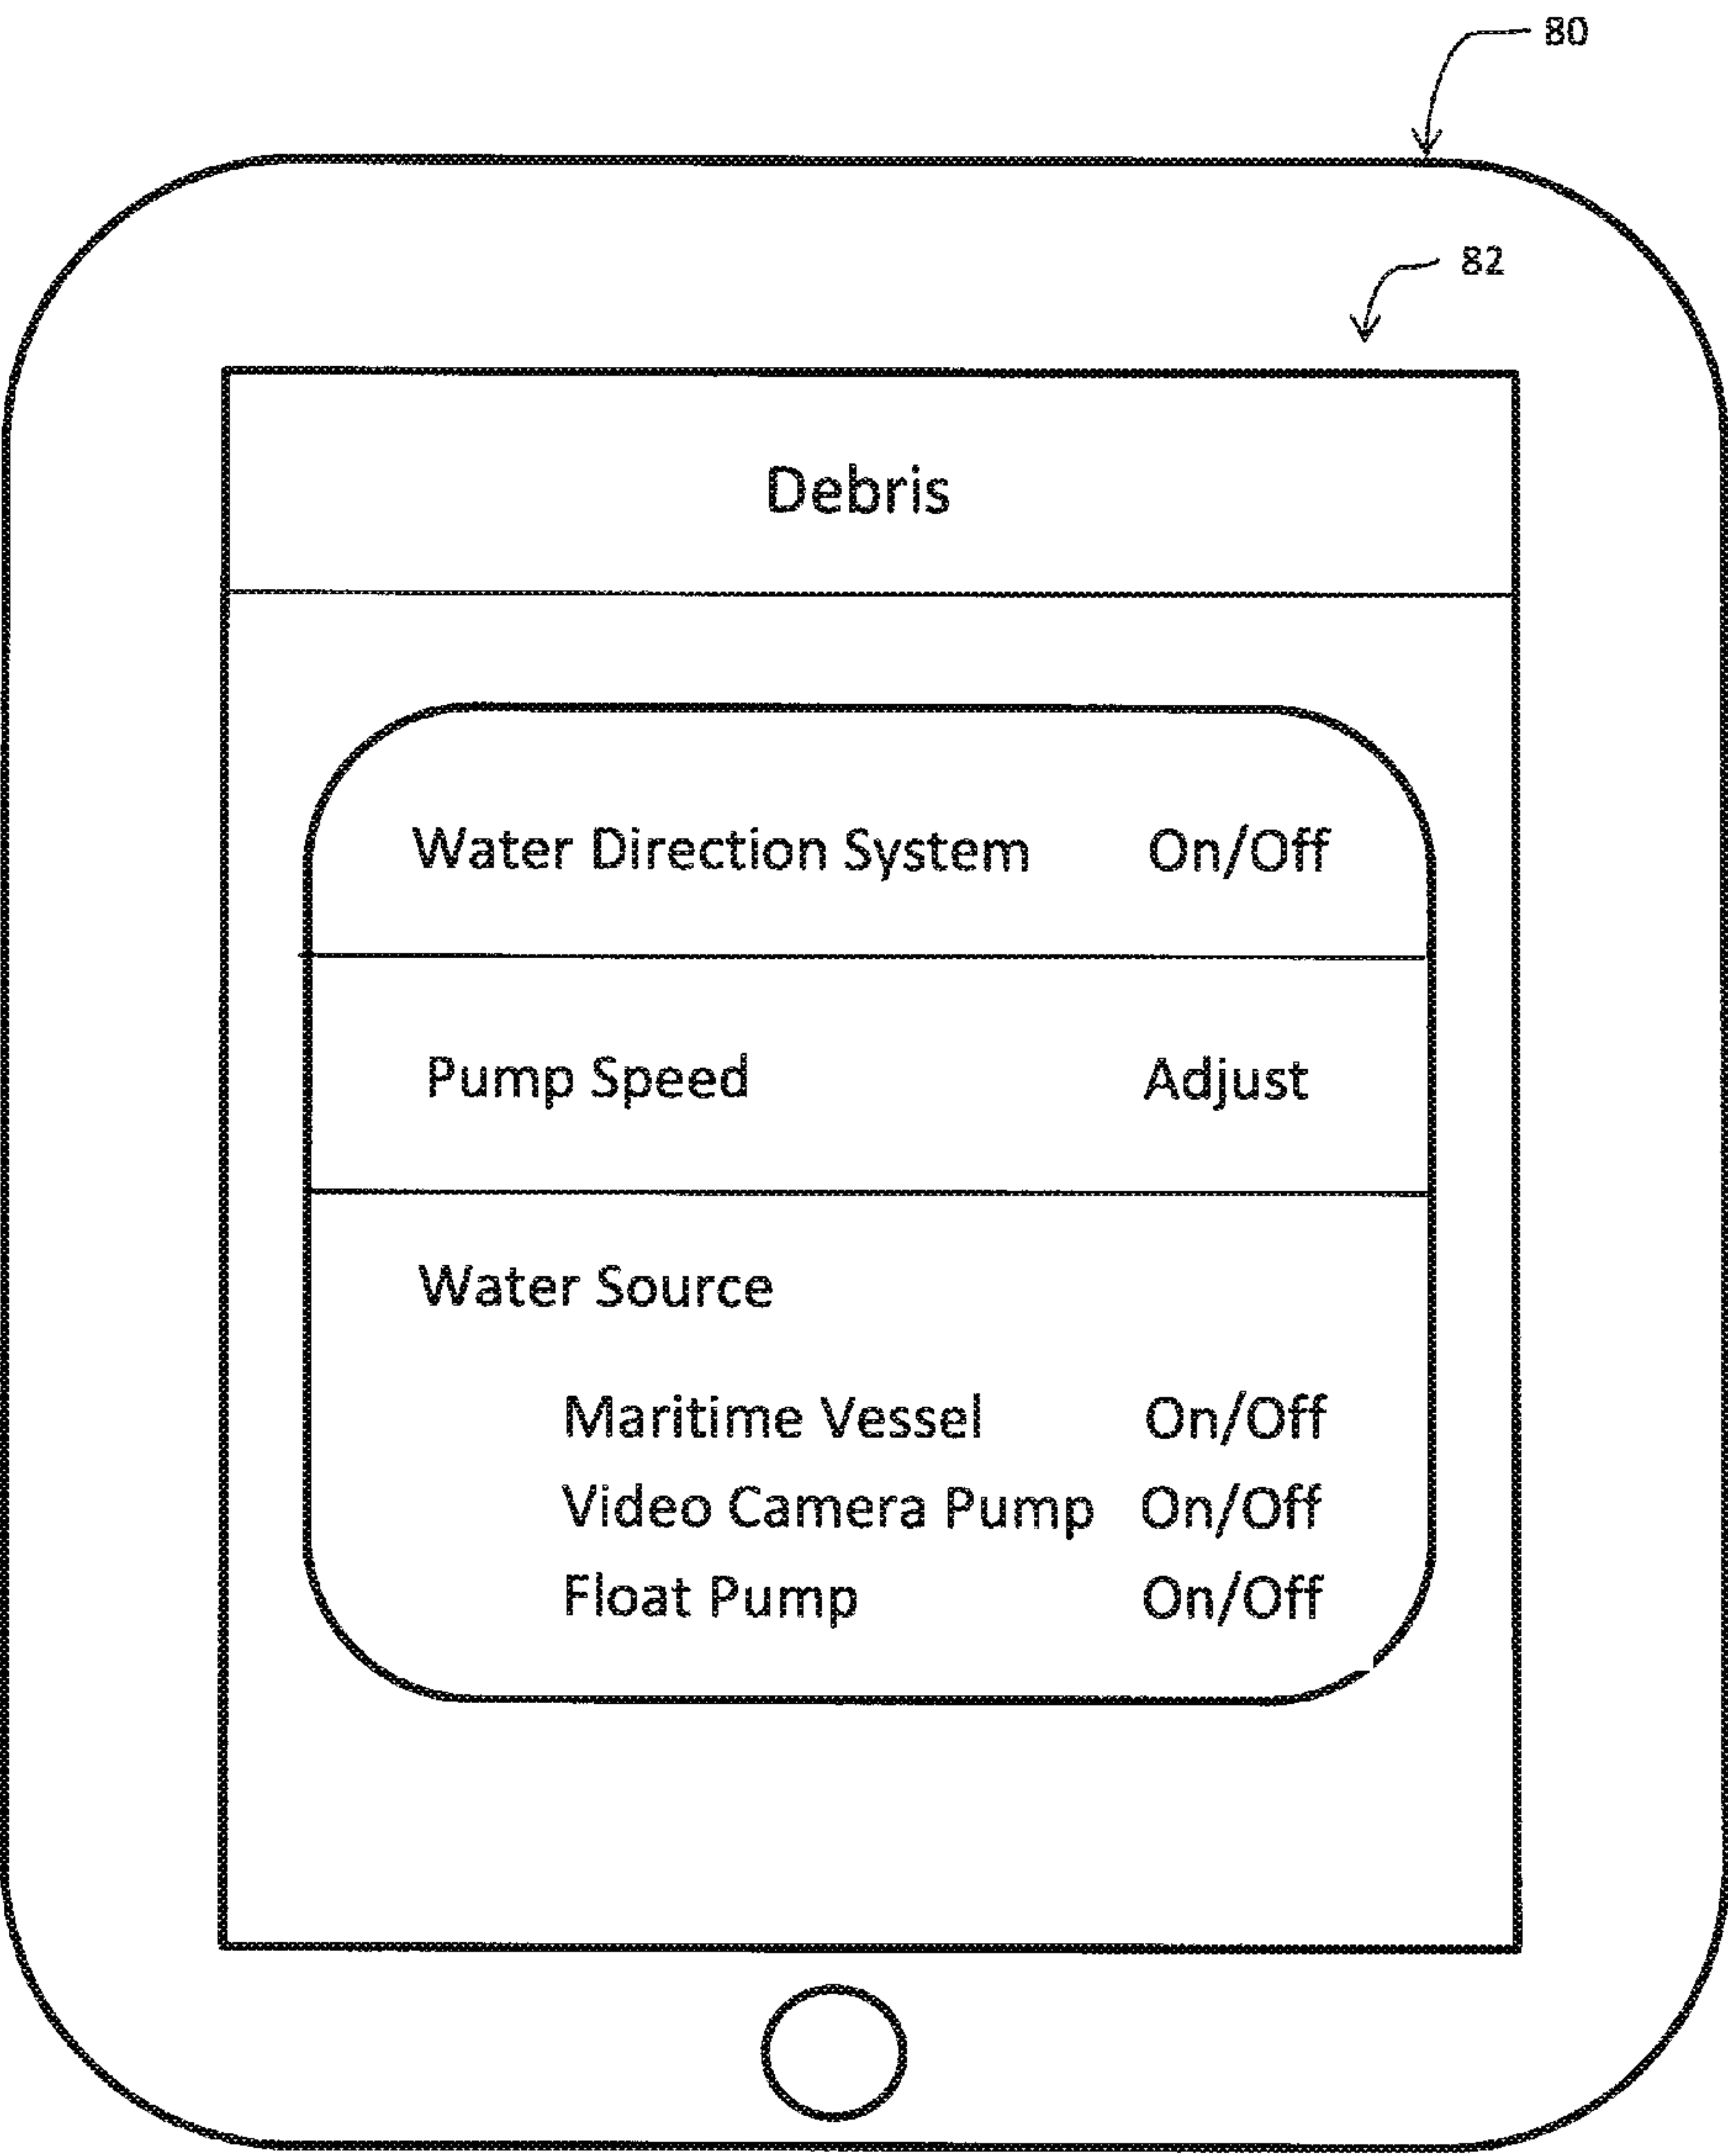 80
82
Debris
Water Direction System On/Off
Pump Speed Adjust
Water Source
Maritime Vessel On/Off
Video Camera Pump On/Off
Float Pump On/Off